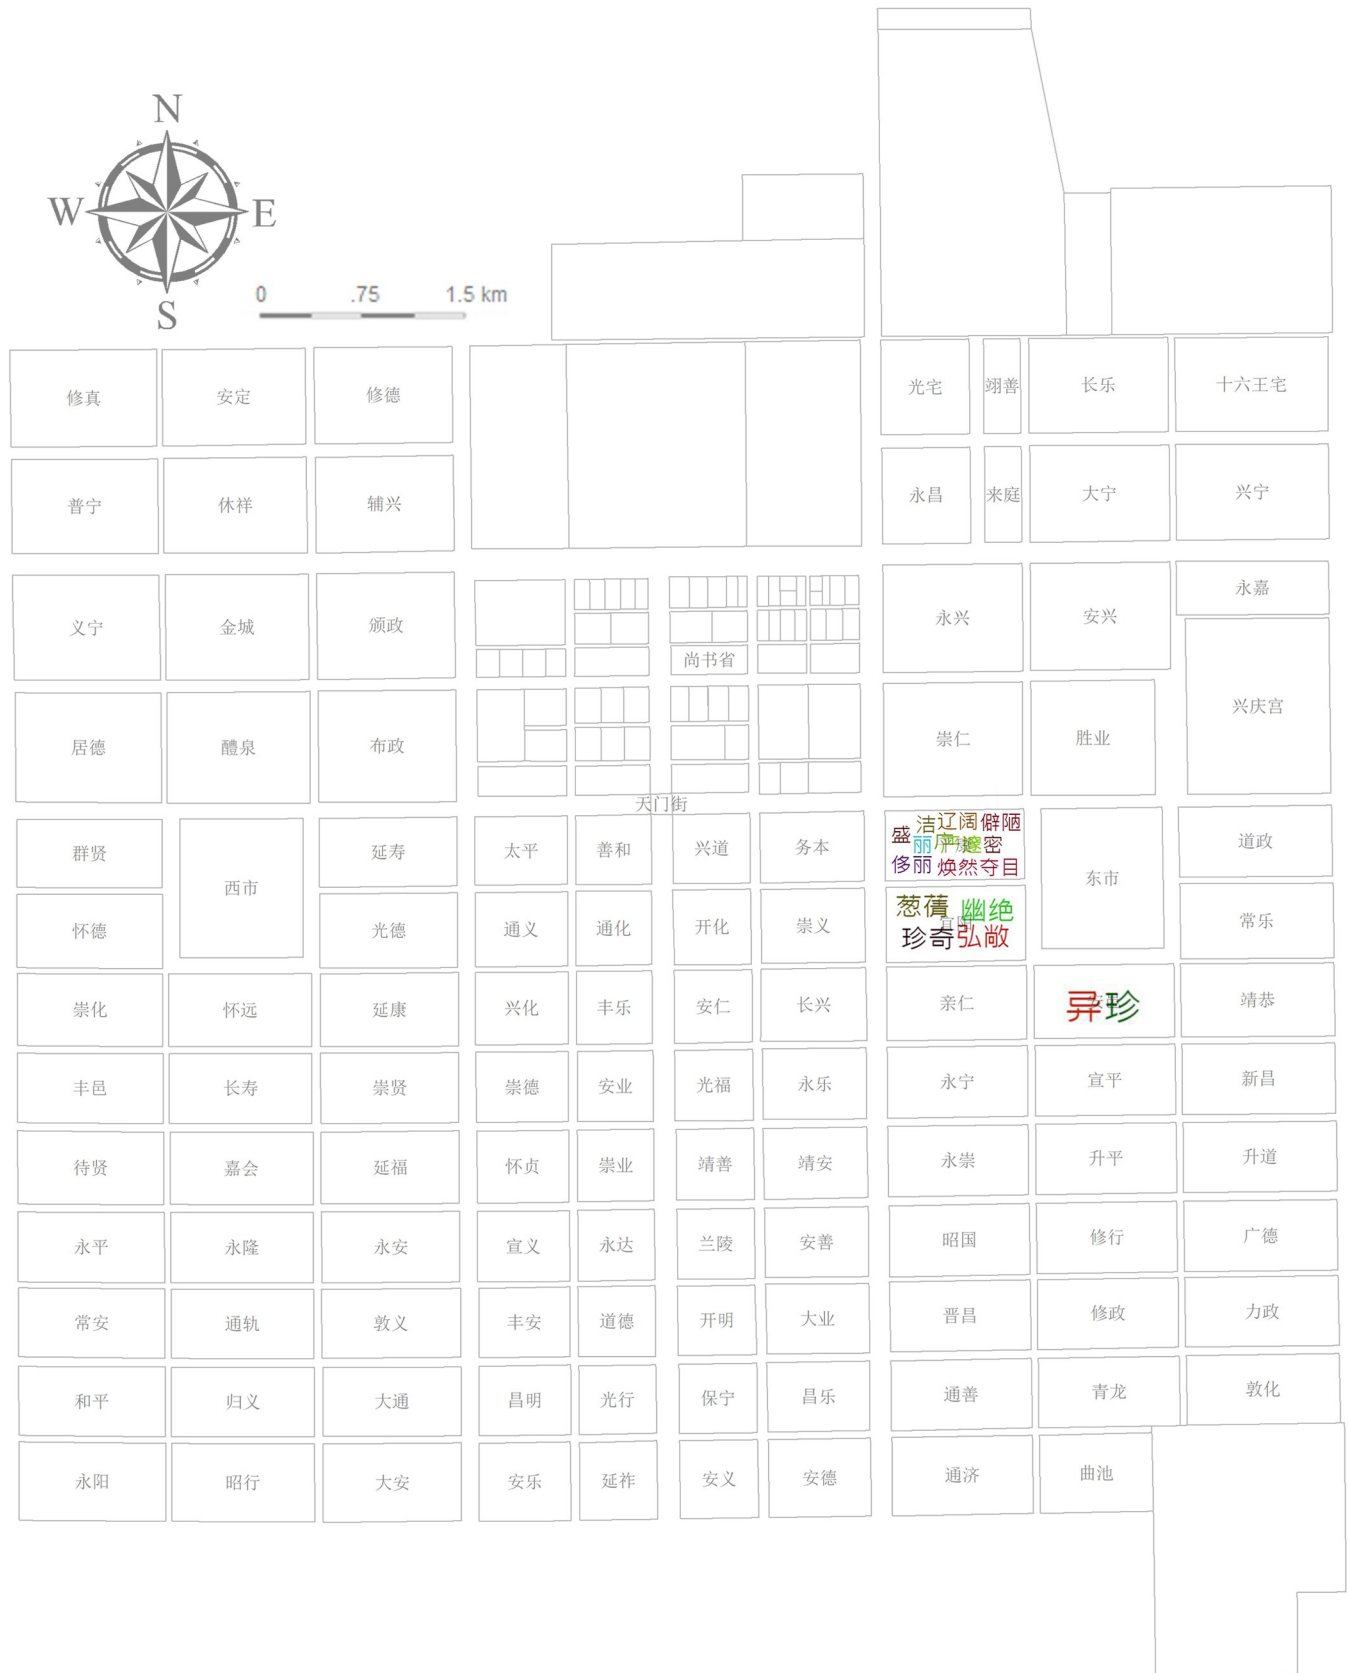 N
W E
S
0 .75 1.5 km
修真 安定 修德 光宅 翊善 长乐 十六王宅
普宁 休祥 辅兴 永昌 来庭 大宁 兴宁
永嘉
义宁 金城 颁政 永兴 安兴
尚书省
兴庆宫
居德 醴泉 布政 崇仁 胜业
天门街
盛 洁 辽阔 僻陋
丽 严 邃 密
侈丽 焕然夺目
群贤 延寿 太平 善和 兴道 务本 道政
西市 东市
葱蒨 幽绝
珍奇 弘敞
怀德 光德 通义 通化 开化 崇义 常乐
崇化 怀远 延康 兴化 丰乐 安仁 长兴 亲仁 异 珍 靖恭
丰邑 长寿 崇贤 崇德 安业 光福 永乐 永宁 宣平 新昌
待贤 嘉会 延福 怀贞 崇业 靖善 靖安 永崇 升平 升道
永平 永隆 永安 宣义 永达 兰陵 安善 昭国 修行 广德
常安 通轨 敦义 丰安 道德 开明 大业 晋昌 修政 力政
和平 归义 大通 昌明 光行 保宁 昌乐 通善 青龙 敦化
永阳 昭行 大安 安乐 延祚 安义 安德 通济 曲池